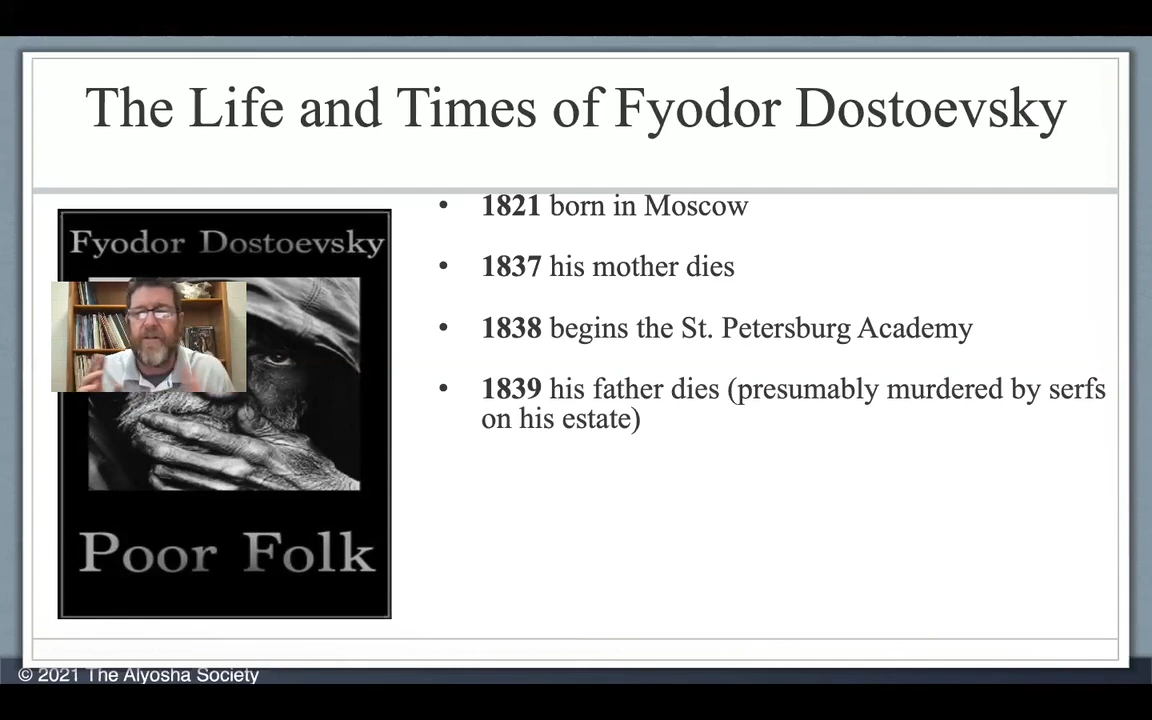 The Life and Times of Fyodor Dostoevsky
Fyodor Dostoevsky
Poor Folk
• 1821 born in Moscow
• 1837 his mother dies
• 1838 begins the St. Petersburg Academy
• 1839 his father dies (presumably murdered by serfs
on his estate)
© 2021 The Alyosha Society